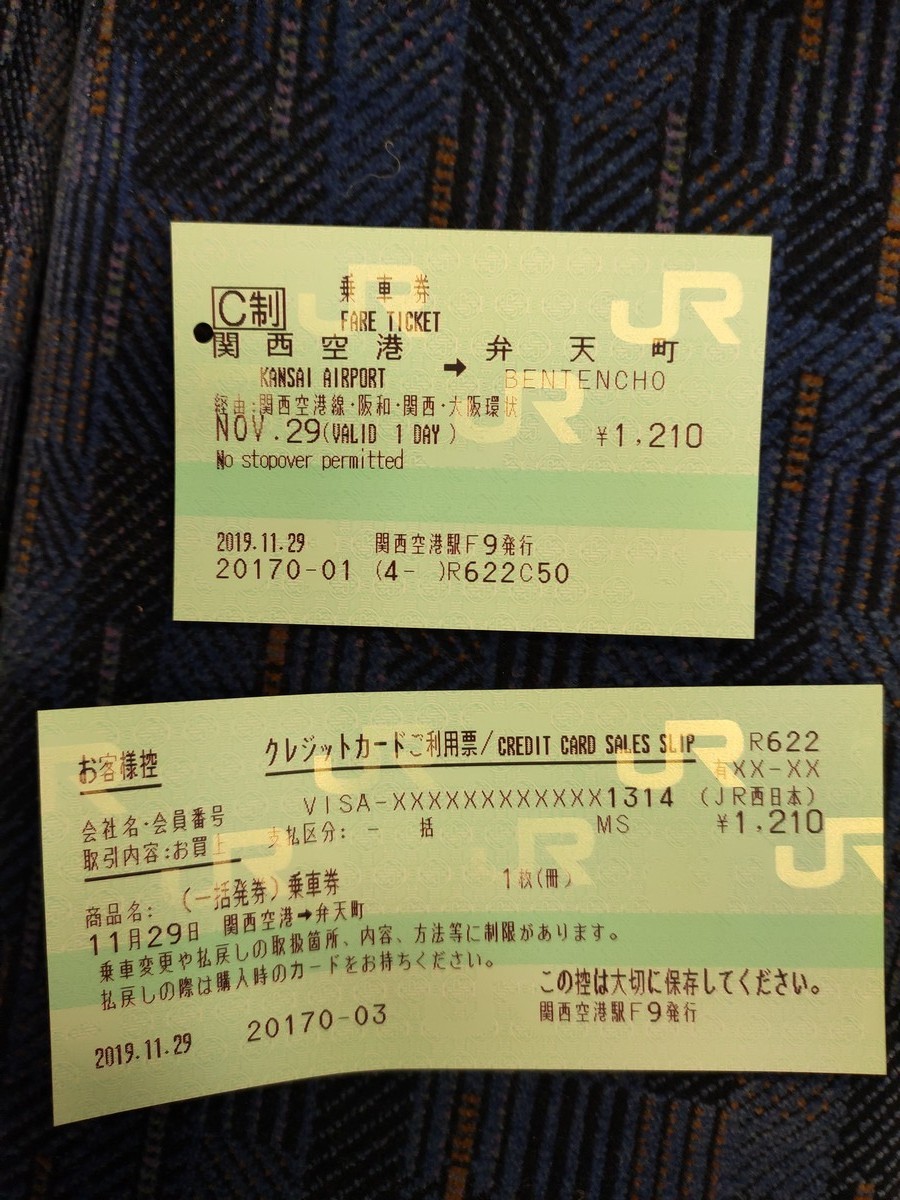 乗車券
C制
FARE TICKET
関西空港 ➡ 弁天町
KANSAI AIRPORT BENTENCHO
経由:関西空港線・阪和・関西・大阪環状
NOV.29(VALID 1 DAY) ¥1,210
No stopover permitted
2019.11.29 関西空港駅F9発行
20170-01 (4- )R622C50
JR
JR
JR
お客様控 クレジットカードご利用票/CREDIT CARD SALES SLIP R622
有XX-XX
会社名・会員番号 VISA-XXXXXXXXXXXX1314 (JR西日本)
取引内容:お買上 支払区分: 一 括 MS ¥1,210
商品名: (一括発券)乗車券 1枚(冊)
11月29日 関西空港➡弁天町
乗車変更や払戻しの取扱箇所、内容、方法等に制限があります。
払戻しの際は購入時のカードをお持ちください。
この控は大切に保存してください。
2019.11.29 20170-03 関西空港駅F9発行
JR
JR
JR
JR
JR